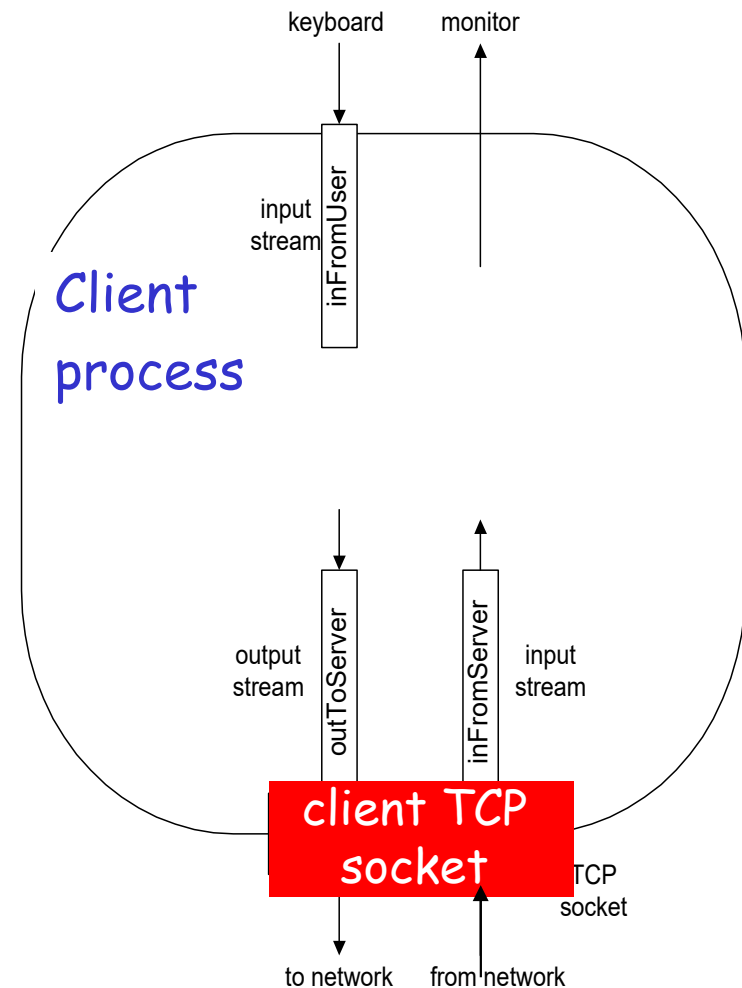 keyboard
monitor
input
stream
inFromUser
Client
process
output
stream
outToServer
inFromServer
input
stream
client TCP
socket
TCP
socket
to network
from network